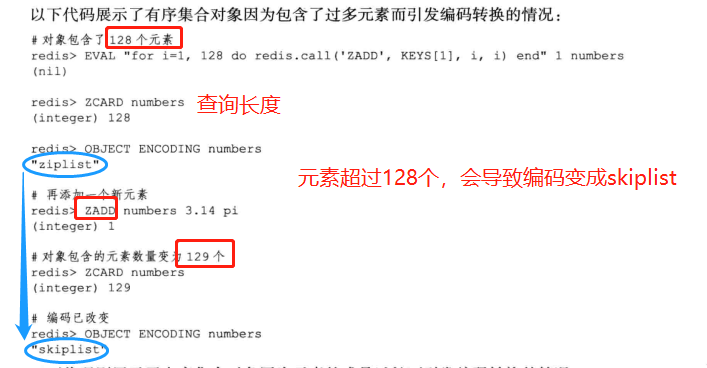 以下代码展示了有序集合对象因为包含了过多元素而引发编码转换的情况:
# 对象包含了 128 个元素
redis> EVAL "for i=1, 128 do redis.call('ZADD', KEYS[1], i, i) end" 1 numbers
(nil)
redis> ZCARD numbers
查询长度
(integer) 128
redis> OBJECT ENCODING numbers
"ziplist"
元素超过128个，会导致编码变成skiplist
# 再添加一个新元素
redis> ZADD numbers 3.14 pi
(integer) 1
# 对象包含的元素数量变为 129 个
redis> ZCARD numbers
(integer) 129
# 编码已改变
redis> OBJECT ENCODING numbers
"skiplist"